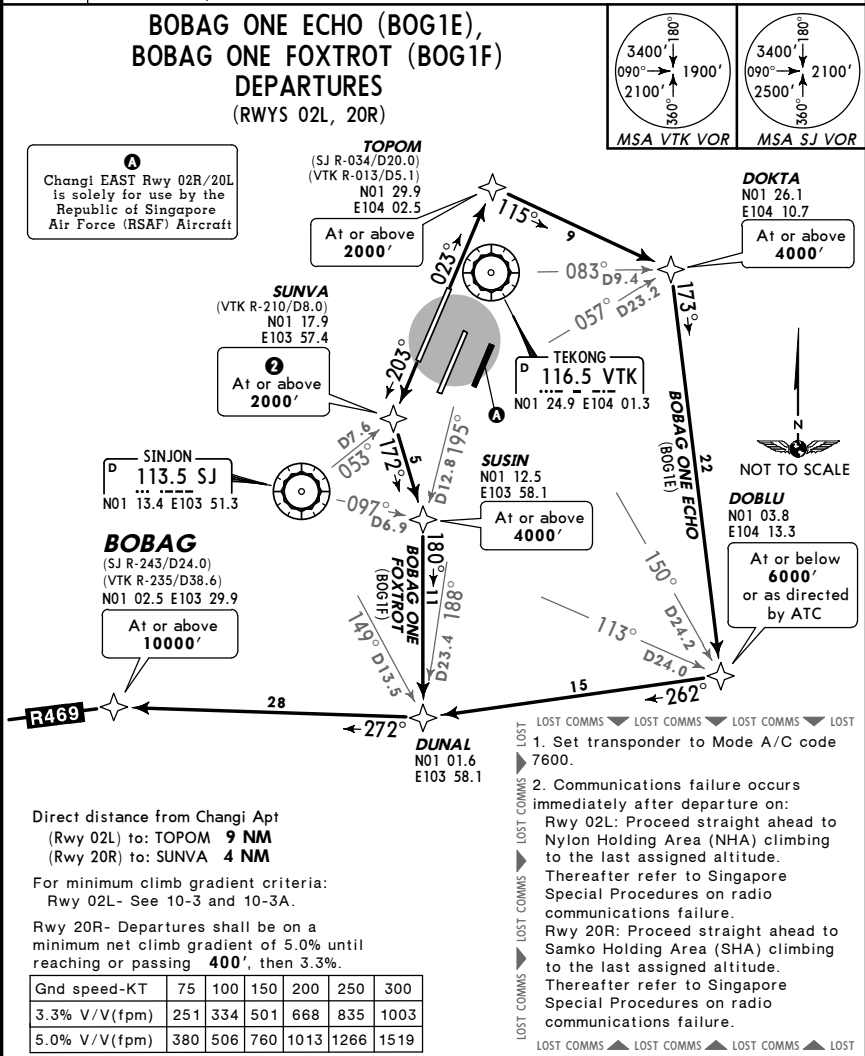 BOBAG ONE ECHO (BOG1E),
BOBAG ONE FOXTROT (BOG1F)
DEPARTURES
(RWYS 02L, 20R)
180°
3400'
090°
1900'
2100'
360°
MSA VTK VOR
180°
3400'
090°
2100'
2500'
360°
MSA SJ VOR
A
Changi EAST Rwy 02R/20L
is solely for use by the
Republic of Singapore
Air Force (RSAF) Aircraft
TOPOM
(SJ R-034/D20.0)
(VTK R-013/D5.1)
N01 29.9
E104 02.5
At or above
2000'
DOKTA
N01 26.1
E104 10.7
At or above
4000'
115°
9
023°
083°
D9.4
057°
D23.2
173°
SUNVA
(VTK R-210/D8.0)
N01 17.9
E103 57.4
2
At or above
2000'
203°
TEKONG
D
116.5 VTK
N01 24.9 E104 01.3
A
BOBAG ONE ECHO
(BOG1E)
22
N
NOT TO SCALE
D7.6
053°
172°
5
195°
D12.8
SINJON
D
113.5 SJ
N01 13.4 E103 51.3
097°
D6.9
SUSIN
N01 12.5
E103 58.1
At or above
4000'
DOBLU
N01 03.8
E104 13.3
At or below
6000'
or as directed
by ATC
BOBAG
(SJ R-243/D24.0)
(VTK R-235/D38.6)
N01 02.5 E103 29.9
At or above
10000'
180°
11
BOBAG ONE
FOXTROT
(BOG1F)
188°
D23.4
149°
D13.5
150°
D24.2
113°
D24.0
15
262°
R469
28
272°
DUNAL
N01 01.6
E103 58.1
LOST COMMS LOST COMMS LOST COMMS LOST
LOST COMMS LOST COMMS LOST COMMS LOST COMMS LOST
1. Set transponder to Mode A/C code
7600.
2. Communications failure occurs
immediately after departure on:
Rwy 02L: Proceed straight ahead to
Nylon Holding Area (NHA) climbing
to the last assigned altitude.
Thereafter refer to Singapore
Special Procedures on radio
communications failure.
Rwy 20R: Proceed straight ahead to
Samko Holding Area (SHA) climbing
to the last assigned altitude.
Thereafter refer to Singapore
Special Procedures on radio
communications failure.
LOST COMMS LOST COMMS LOST COMMS LOST
Direct distance from Changi Apt
(Rwy 02L) to: TOPOM 9 NM
(Rwy 20R) to: SUNVA 4 NM
For minimum climb gradient criteria:
Rwy 02L- See 10-3 and 10-3A.
Rwy 20R- Departures shall be on a
minimum net climb gradient of 5.0% until
reaching or passing 400', then 3.3%.
Gnd speed-KT 75 100 150 200 250 300
3.3% V/V(fpm) 251 334 501 668 835 1003
5.0% V/V(fpm) 380 506 760 1013 1266 1519